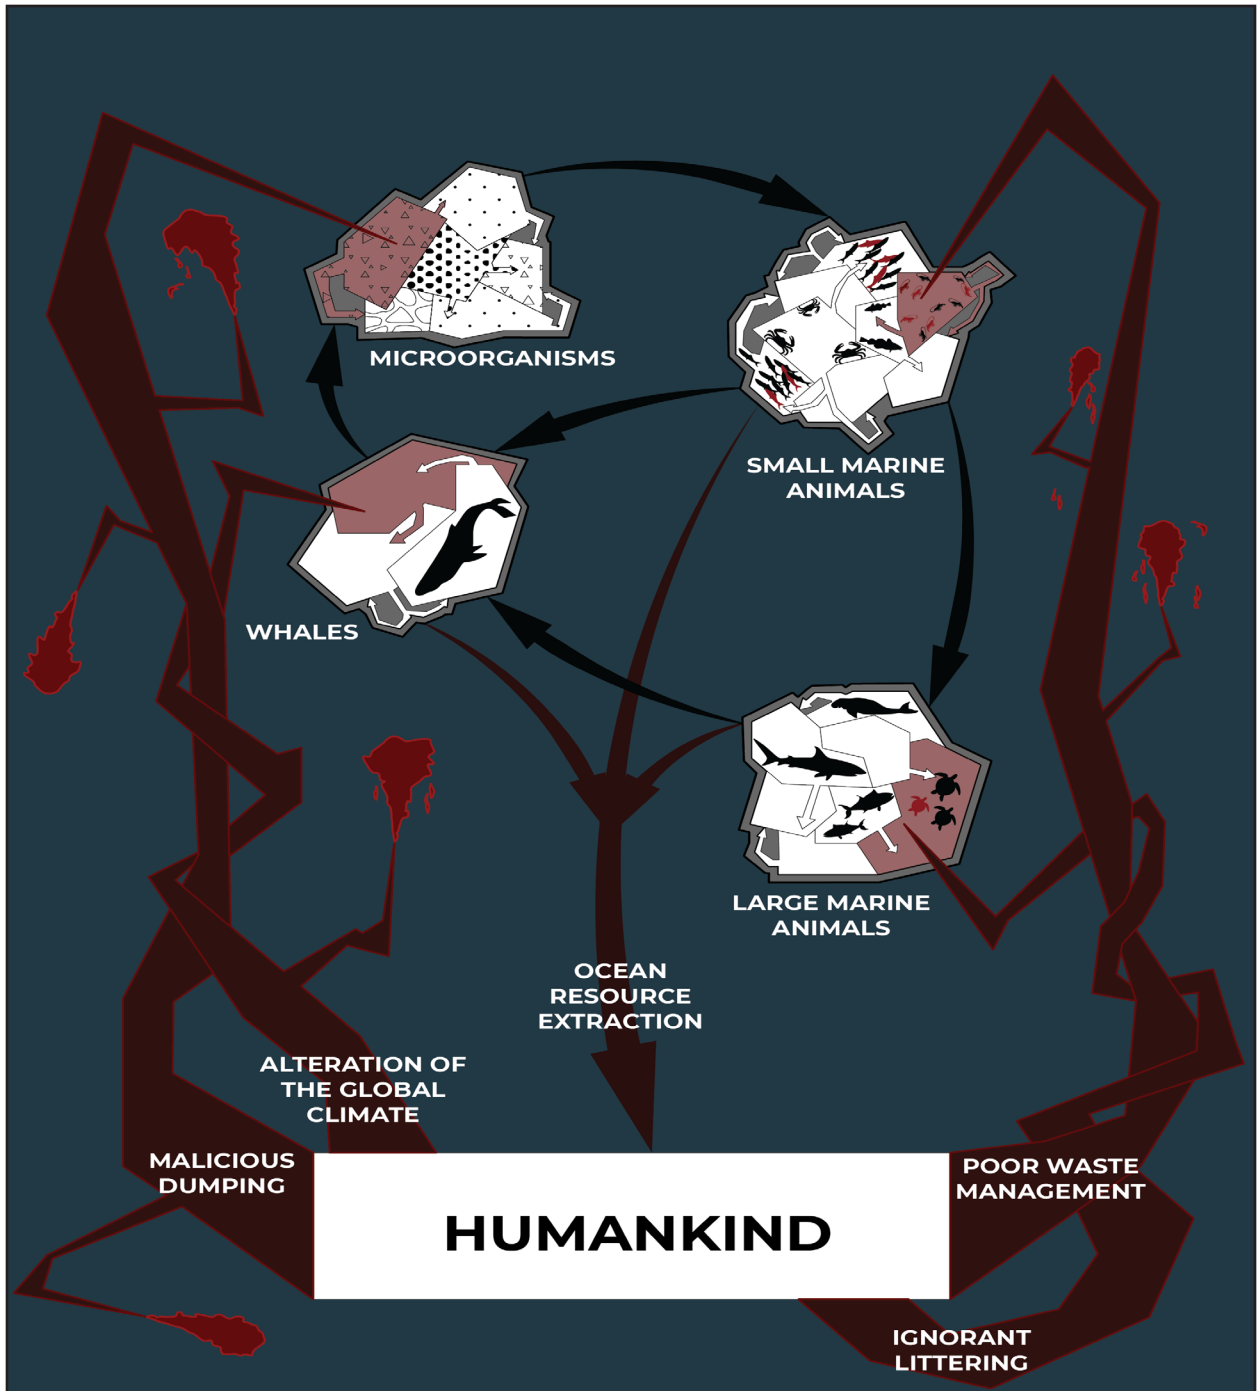 MICROORGANISMS
SMALL MARINE
ANIMALS
WHALES
LARGE MARINE
ANIMALS
OCEAN
RESOURCE
EXTRACTION
ALTERATION OF
THE GLOBAL
CLIMATE
MALICIOUS
DUMPING
POOR WASTE
MANAGEMENT
HUMANKIND
IGNORANT
LITTERING